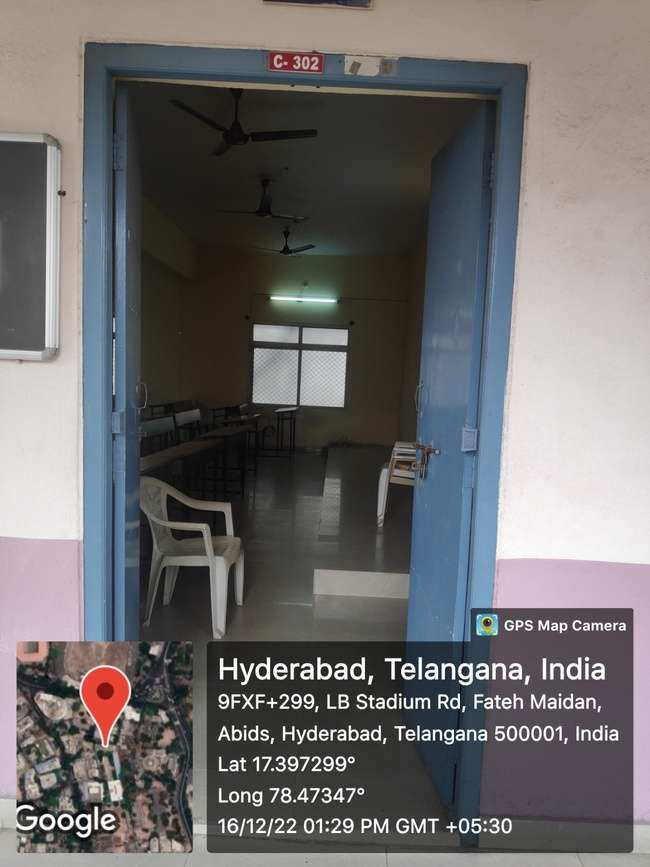 C- 302
GPS Map Camera
Hyderabad, Telangana, India
9FXF+299, LB Stadium Rd, Fateh Maidan,
Abids, Hyderabad, Telangana 500001, India
Lat 17.397299°
Long 78.47347°
16/12/22 01:29 PM GMT +05:30
Google